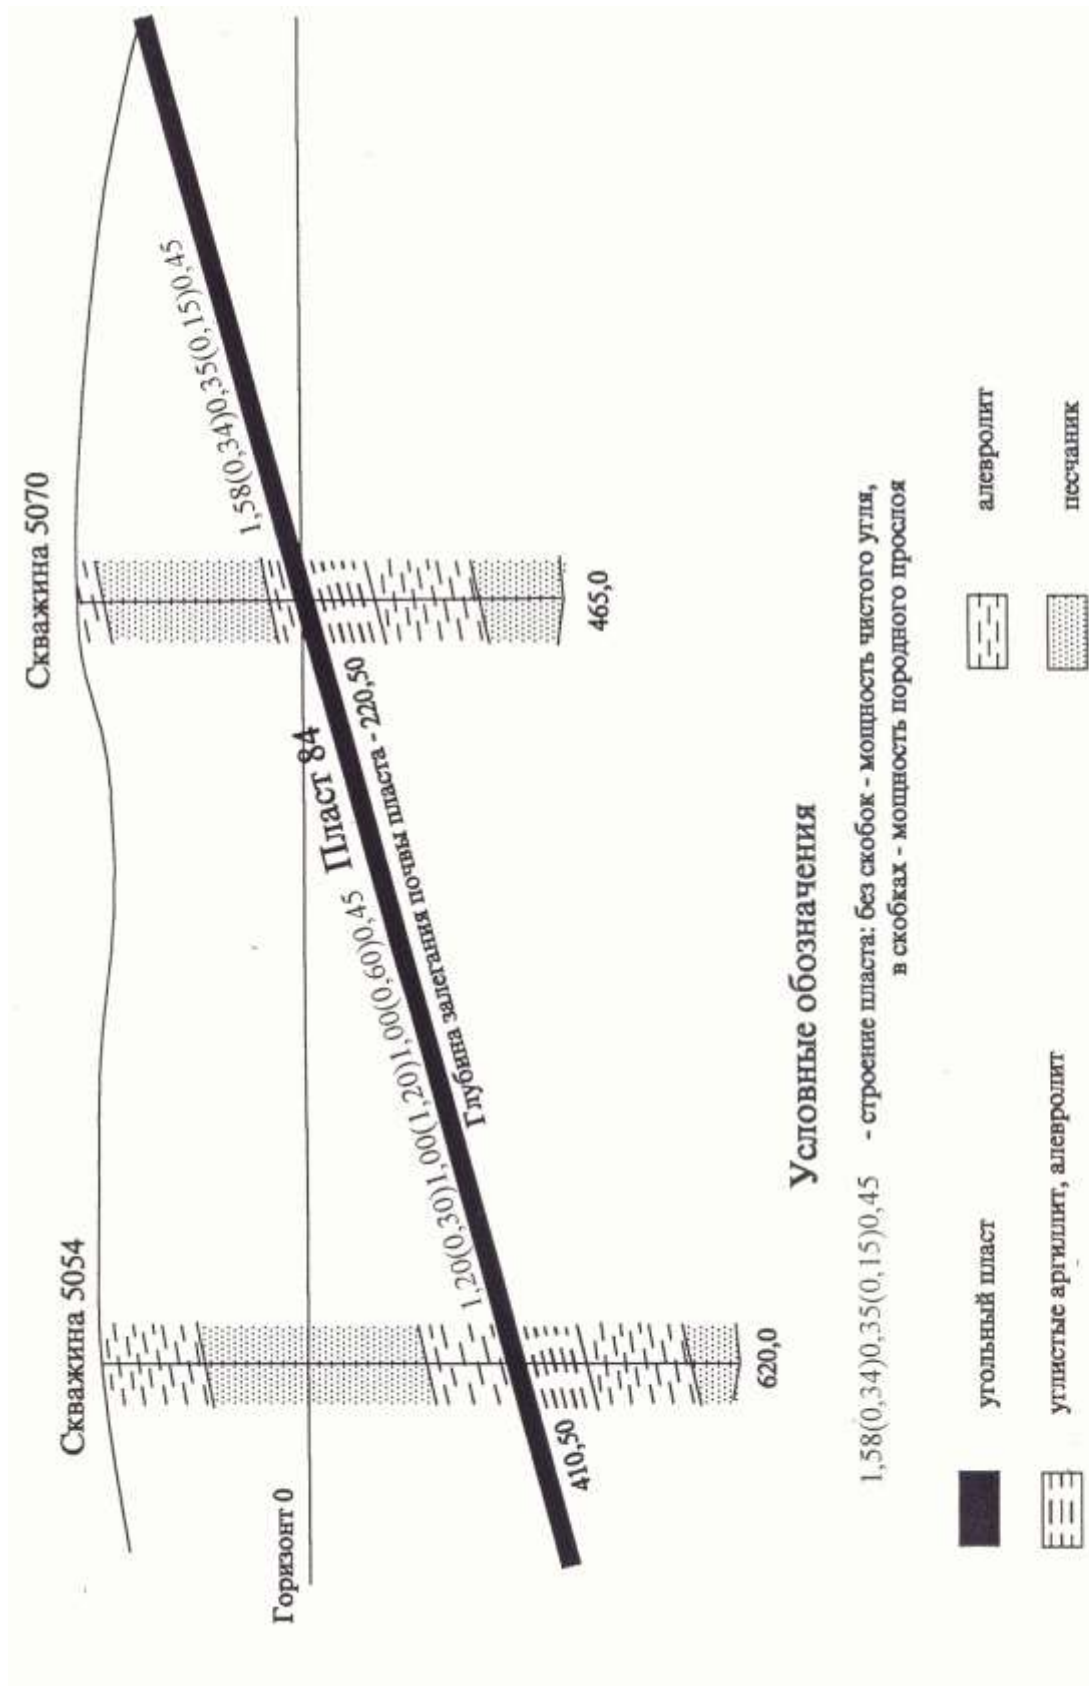 Скважина 5054
Скважина 5070
Горизонт 0
1,58(0,34)0,35(0,15)0,45
Пласт 84
1,20(0,30)1,00(1,20)1,00(0,60)0,45
Глубина залегания почвы пласта - 220,50
410,50
465,0
620,0
Условные обозначения
1,58(0,34)0,35(0,15)0,45 - строение пласта: без скобок - мощность чистого угля,
в скобках - мощность породного прослоя
угольный пласт
алевролит
углистые аргиллит, алевролит
песчаник